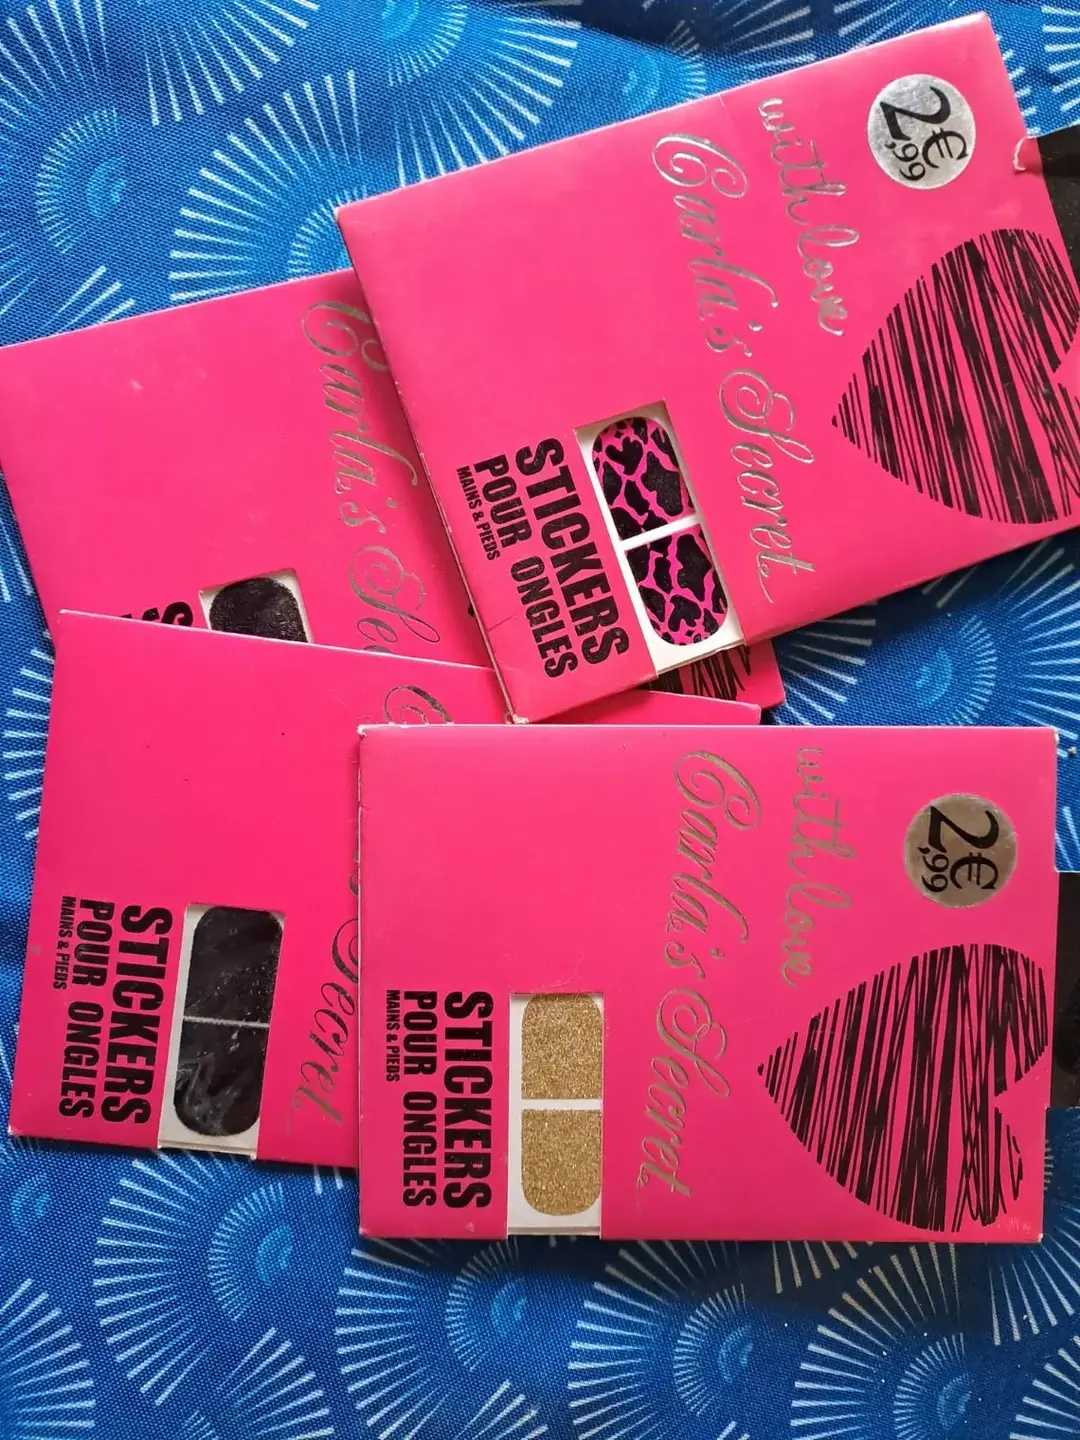 2€,99
with love
Carla's Secret
STICKERS
POUR ONGLES
MAINS & PIEDS
Carla's Se
2€,99
with love
Carla's Secret
STICKERS
POUR ONGLES
MAINS & PIEDS
Secret
STICKERS
POUR ONGLES
MAINS & PIEDS